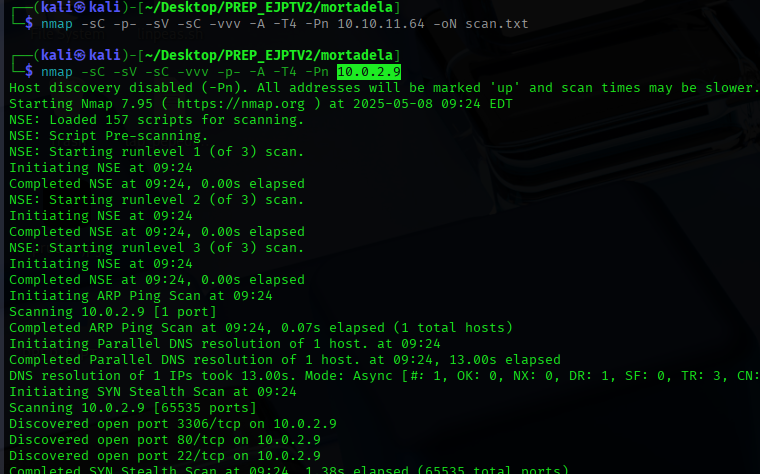 ┌──(kali㉿kali)-[~/Desktop/PREP_EJPTV2/mortadela]
└─$ nmap -sC -p- -sV -sC -vvv -A -T4 -Pn 10.10.11.64 -oN scan.txt
┌──(kali㉿kali)-[~/Desktop/PREP_EJPTV2/mortadela]
└─$ nmap -sC -sV -sC -vvv -p- -A -T4 -Pn 10.0.2.9
Host discovery disabled (-Pn). All addresses will be marked 'up' and scan times may be slower.
Starting Nmap 7.95 ( https://nmap.org ) at 2025-05-08 09:24 EDT
NSE: Loaded 157 scripts for scanning.
NSE: Script Pre-scanning.
NSE: Starting runlevel 1 (of 3) scan.
Initiating NSE at 09:24
Completed NSE at 09:24, 0.00s elapsed
NSE: Starting runlevel 2 (of 3) scan.
Initiating NSE at 09:24
Completed NSE at 09:24, 0.00s elapsed
NSE: Starting runlevel 3 (of 3) scan.
Initiating NSE at 09:24
Completed NSE at 09:24, 0.00s elapsed
Initiating ARP Ping Scan at 09:24
Scanning 10.0.2.9 [1 port]
Completed ARP Ping Scan at 09:24, 0.07s elapsed (1 total hosts)
Initiating Parallel DNS resolution of 1 host. at 09:24
Completed Parallel DNS resolution of 1 host. at 09:24, 13.00s elapsed
DNS resolution of 1 IPs took 13.00s. Mode: Async [#: 1, OK: 0, NX: 0, DR: 1, SF: 0, TR: 3, CN:
Initiating SYN Stealth Scan at 09:24
Scanning 10.0.2.9 [65535 ports]
Discovered open port 3306/tcp on 10.0.2.9
Discovered open port 80/tcp on 10.0.2.9
Discovered open port 22/tcp on 10.0.2.9
Completed SYN Stealth Scan at 09:24, 1.38s elapsed (65535 total ports)